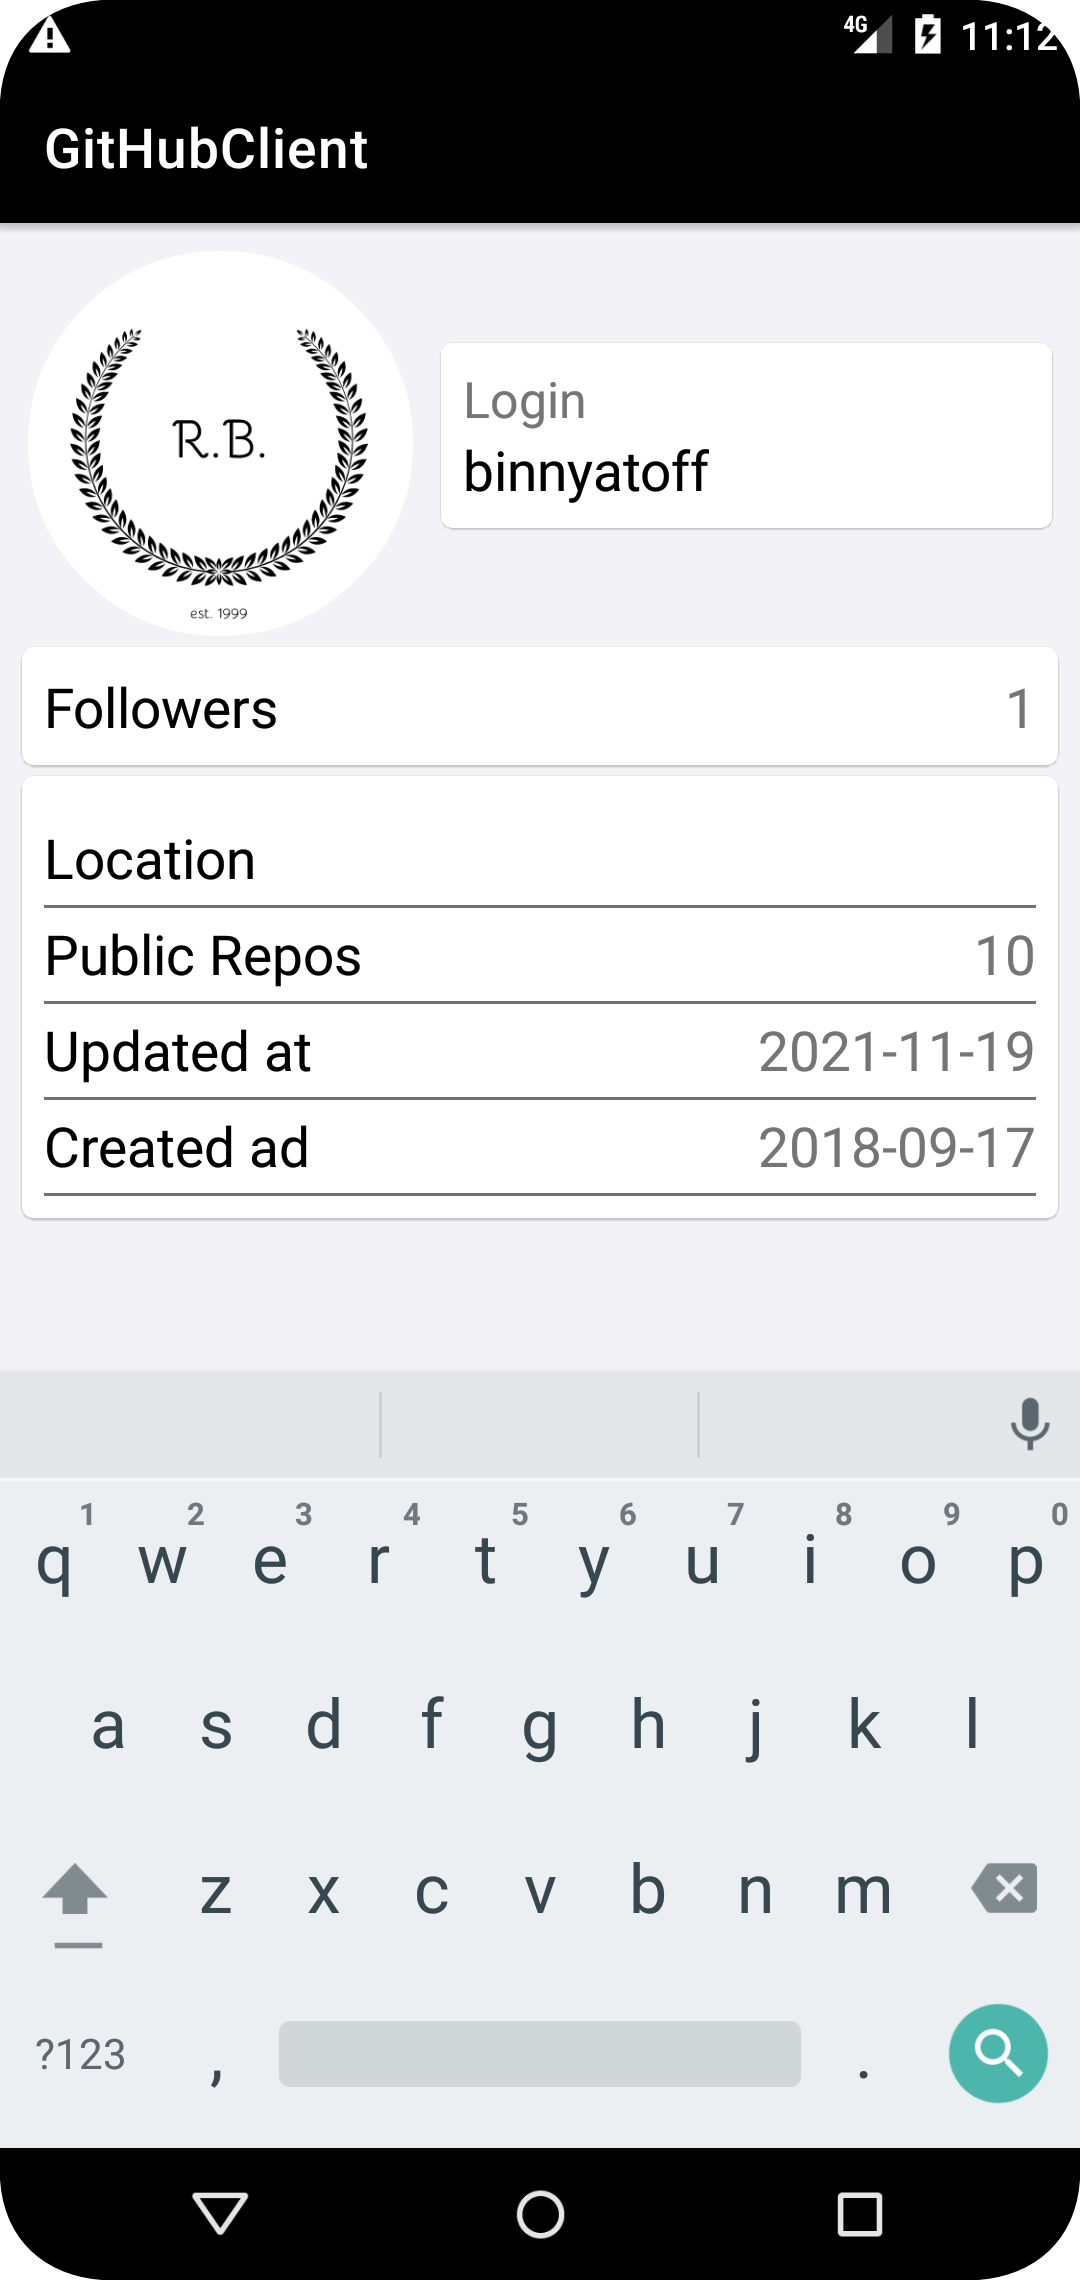 4G 11:12
GitHubClient
R.B.
est. 1999
Login
binnyatoff
Followers 1
Location
Public Repos 10
Updated at 2021-11-19
Created ad 2018-09-17
1 2 3 4 5 6 7 8 9 0
q w e r t y u i o p
a s d f g h j k l
z x c v b n m
?123 , .